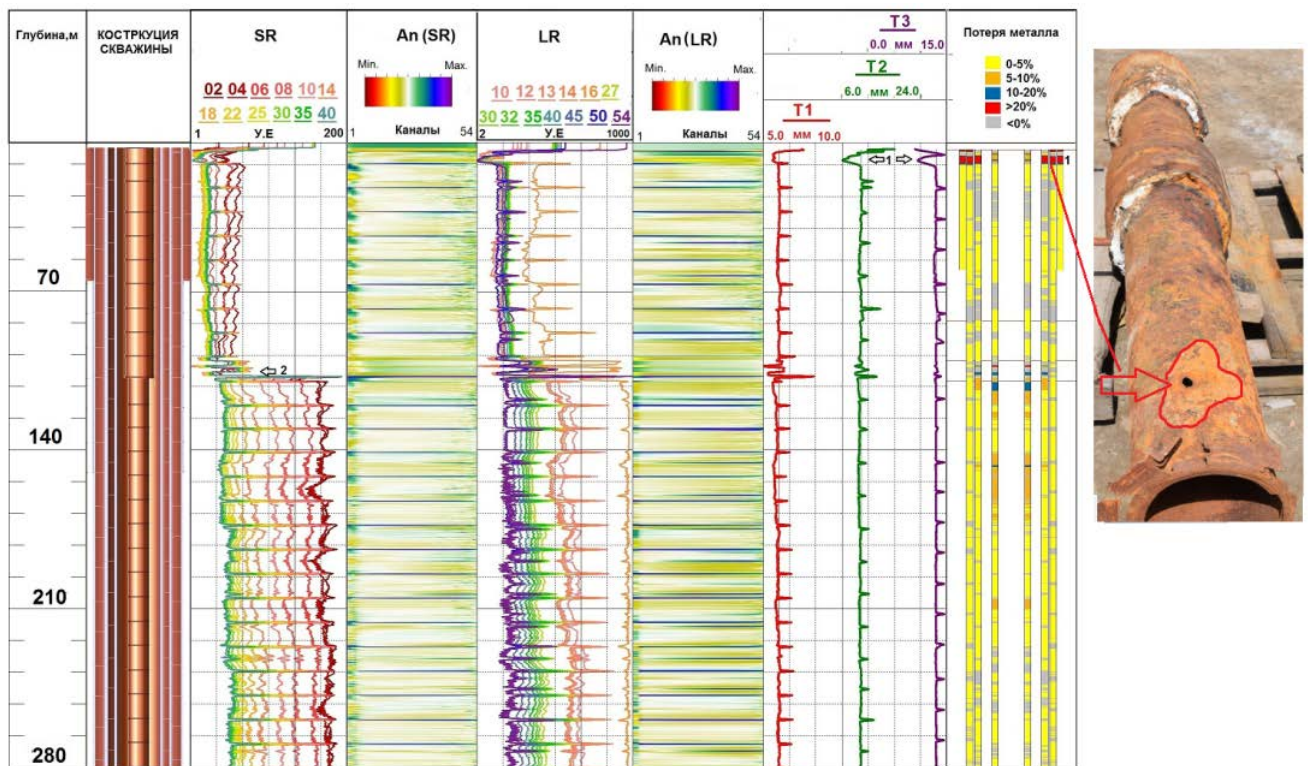 Глубина,м
КОСТРКУЦИЯ
СКВАЖИНЫ
SR
02 04 06 08 10 14
18 22 25 30 35 40
1 У.Е 200
An (SR)
Min. Max.
Каналы 54
LR
10 12 13 14 16 27
30 32 35 40 45 50 54
2 У.Е 1000
An (LR)
Min. Max.
Каналы 54
T3
0.0 мм 15.0
T2
6.0 мм 24.0
T1
5.0 мм 10.0
Потеря металла
0-5%
5-10%
10-20%
>20%
<0%
1
1
70
2
140
210
280